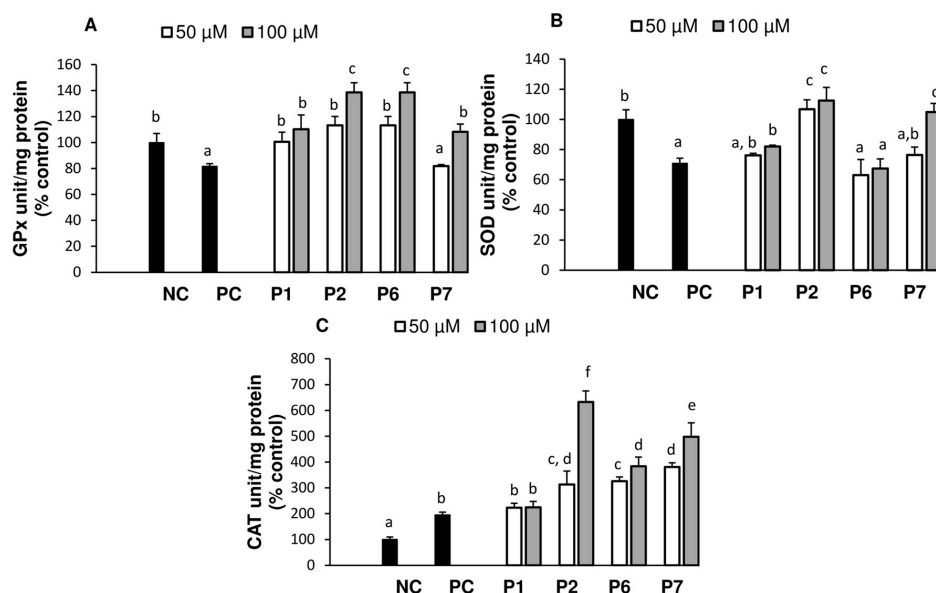 A
50 µM 100 µM
GPx unit/mg protein
(% control)
160
140
120
100
80
60
40
20
0
b
a
b
b
b
c
b
c
a
b
NC PC P1 P2 P6 P7
B
50 µM 100 µM
SOD unit/mg protein
(% control)
140
120
100
80
60
40
20
0
b
a
a, b
b
c
c
a
a
a,b
NC PC P1 P2 P6 P7
C
50 µM 100 µM
CAT unit/mg protein
(% control)
800
700
600
500
400
300
200
100
0
a
b
b
b
c, d
f
c
d
d
e
NC PC P1 P2 P6 P7